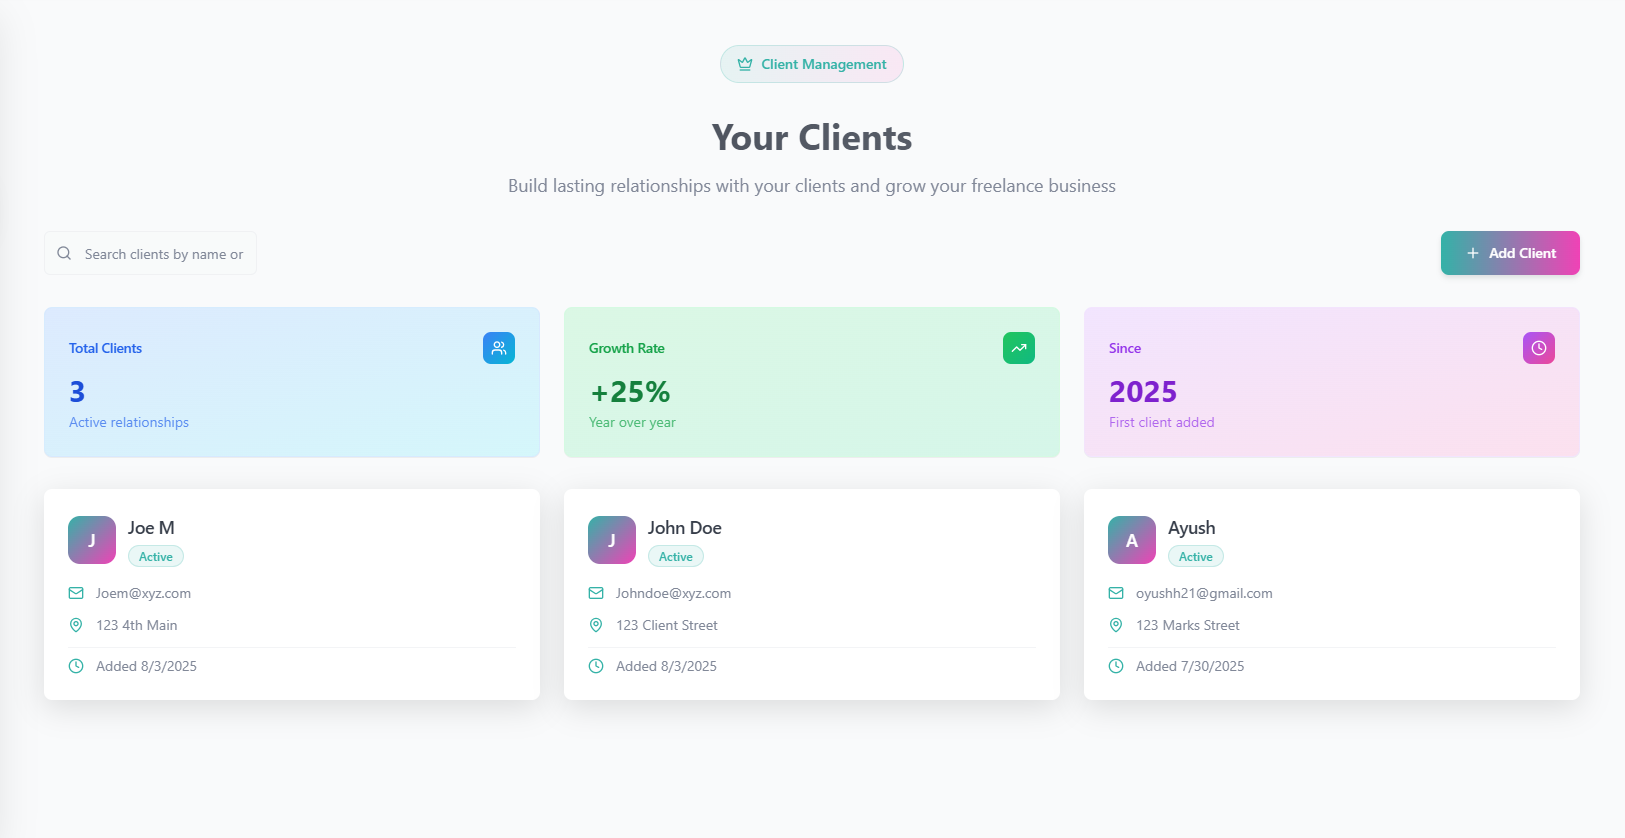 Client Management
Your Clients
Build lasting relationships with your clients and grow your freelance business
Search clients by name or
Add Client
Total Clients
3
Active relationships
Growth Rate
+25%
Year over year
Since
2025
First client added
J
Joe M
Active
Joem@xyz.com
123 4th Main
Added 8/3/2025
J
John Doe
Active
Johndoe@xyz.com
123 Client Street
Added 8/3/2025
A
Ayush
Active
oyushh21@gmail.com
123 Marks Street
Added 7/30/2025